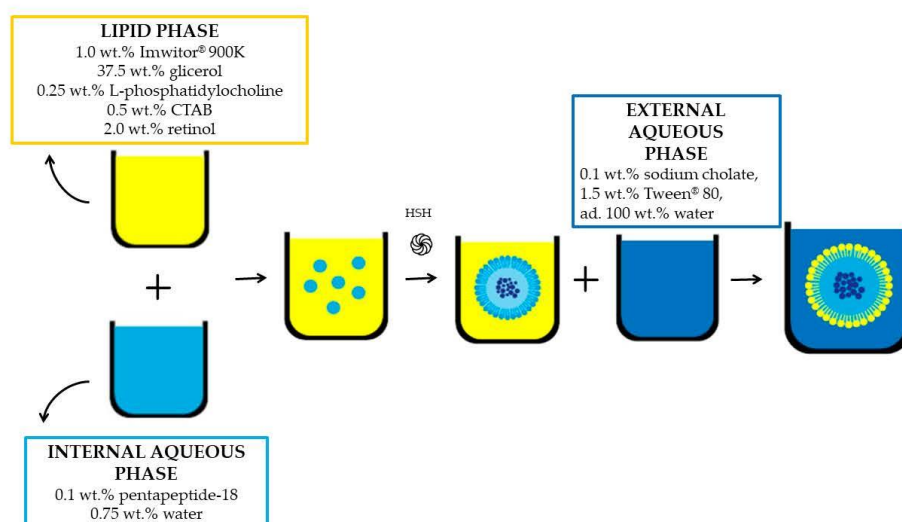 LIPID PHASE
1.0 wt.% Imwitor® 900K
37.5 wt.% glicerol
0.25 wt.% L-phosphatidylocholine
0.5 wt.% CTAB
2.0 wt.% retinol
EXTERNAL
AQUEOUS
PHASE
0.1 wt.% sodium cholate,
1.5 wt.% Tween® 80,
ad. 100 wt.% water
HSH
+
+
INTERNAL AQUEOUS
PHASE
0.1 wt.% pentapeptide-18
0.75 wt.% water